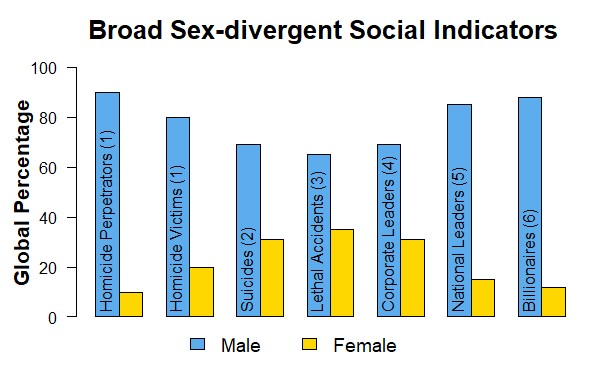 Broad Sex-divergent Social Indicators
Global Percentage
100
80
60
40
20
0
Homicide Perpetrators (1)
Homicide Victims (1)
Suicides (2)
Lethal Accidents (3)
Corporate Leaders (4)
National Leaders (5)
Billionaires (6)
Male
Female